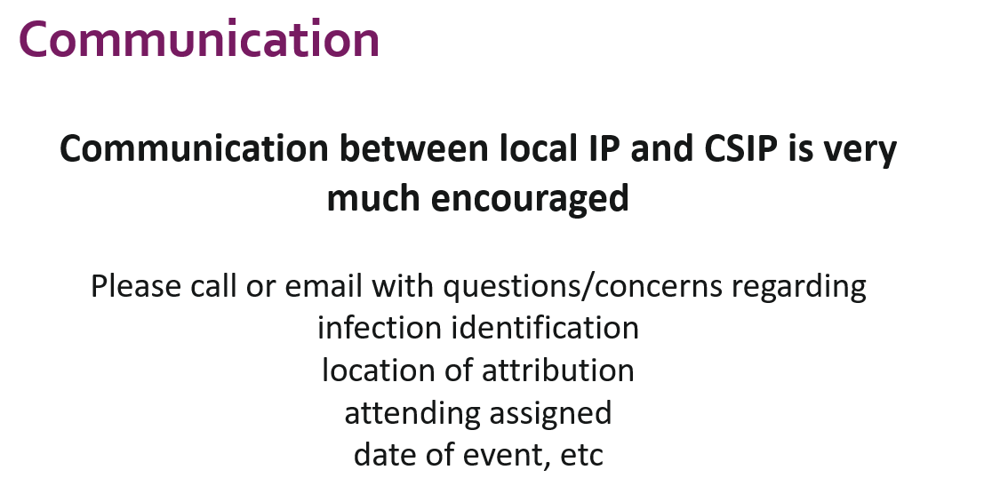 Communication
Communication between local IP and CSIP is very
much encouraged
Please call or email with questions/concerns regarding
infection identification
location of attribution
attending assigned
date of event, etc